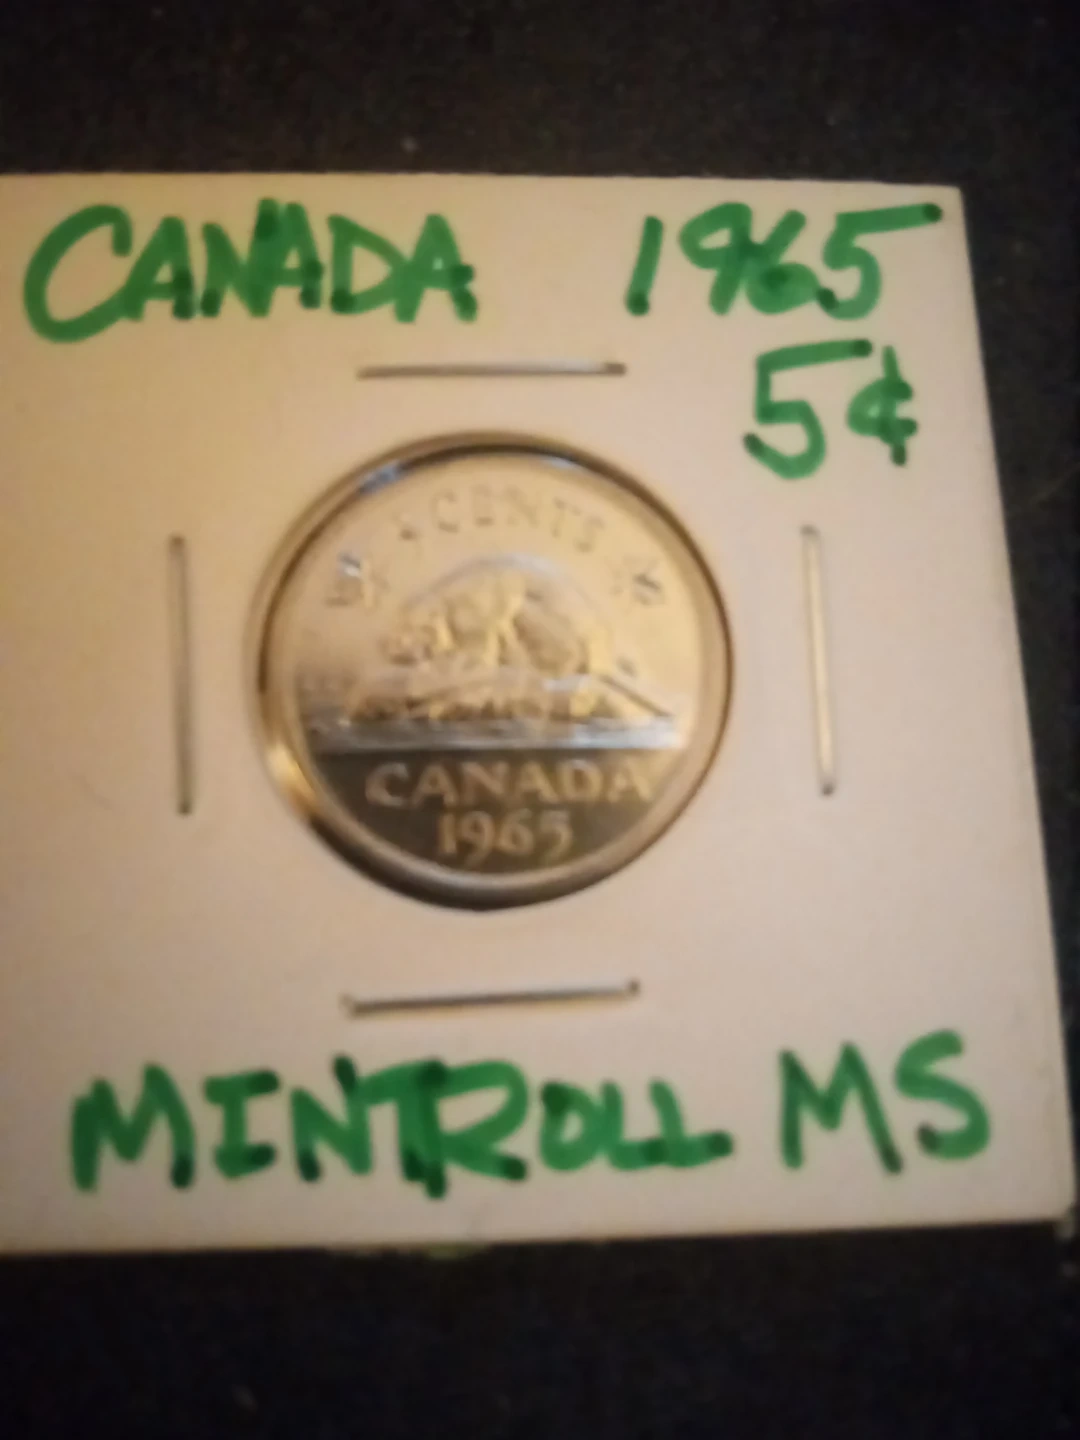 CANADA 1965
5¢
CENTS
CANADA
1965
MINTROLL MS